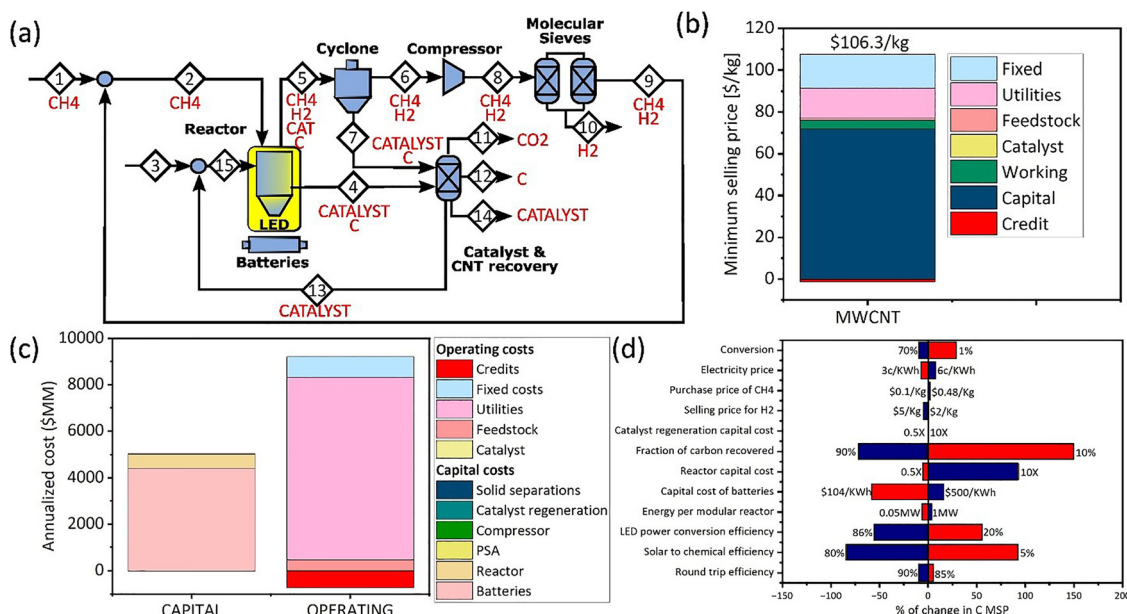 (a)
Cyclone
Compressor
Molecular
Sieves
1
CH4
2
CH4
5
CH4
H2
CAT
C
6
CH4
H2
8
CH4
H2
9
CH4
H2
10
H2
Reactor
7
CATALYST
C
11
CO2
3
15
4
CATALYST
C
12
C
14
CATALYST
LED
Batteries
Catalyst &
CNT recovery
13
CATALYST
(b)
Minimum selling price [$/kg]
120
100
80
60
40
20
0
$106.3/kg
Fixed
Utilities
Feedstock
Catalyst
Working
Capital
Credit
MWCNT
(c)
Annualized cost ($MM)
10000
8000
6000
4000
2000
0
CAPITAL
OPERATING
Operating costs
Credits
Fixed costs
Utilities
Feedstock
Catalyst
Capital costs
Solid separations
Catalyst regeneration
Compressor
PSA
Reactor
Batteries
(d)
Conversion
70%
1%
Electricity price
3c/KWh
6c/KWh
Purchase price of CH4
$0.1/Kg
$0.48/Kg
Selling price for H2
$5/Kg
$2/Kg
Catalyst regeneration capital cost
0.5X
10X
Fraction of carbon recovered
90%
10%
Reactor capital cost
0.5X
10X
Capital cost of batteries
$104/KWh
$500/KWh
Energy per modular reactor
0.05MW
1MW
LED power conversion efficiency
86%
20%
Solar to chemical efficiency
80%
5%
Round trip efficiency
90%
85%
−150
−100
−50
0
50
100
150
200
% of change in C MSP